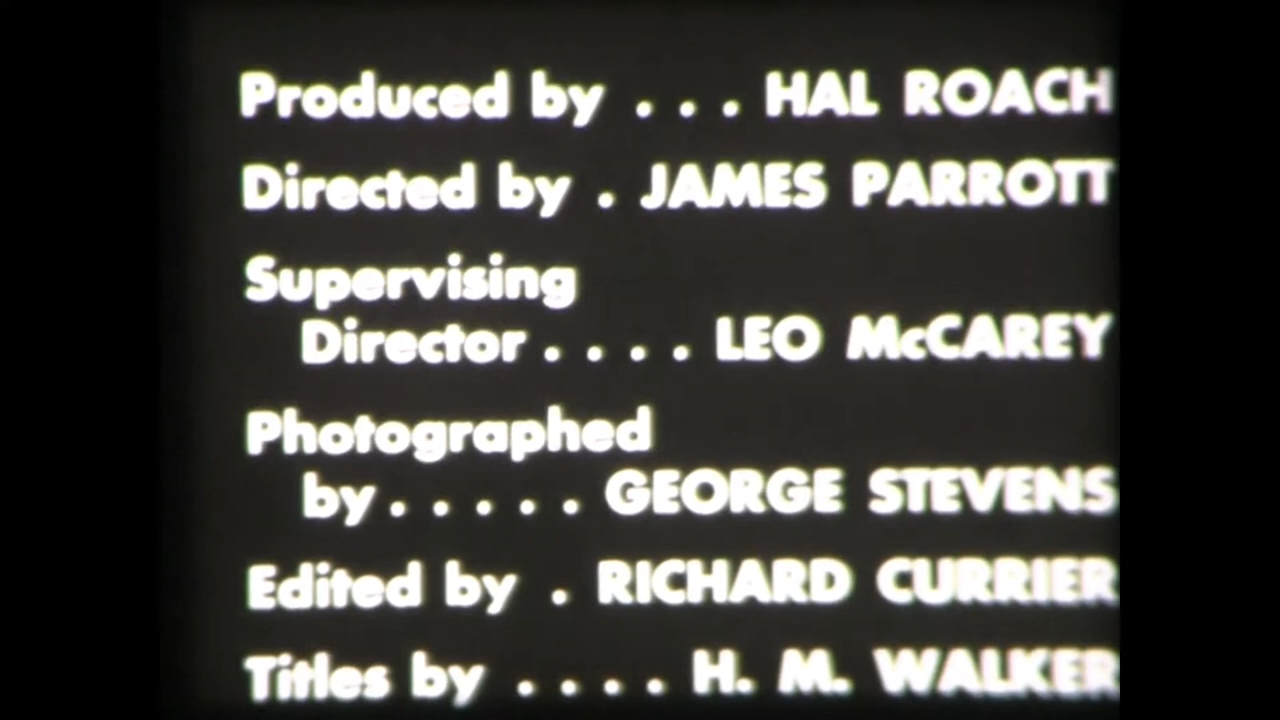 Produced by . . . HAL ROACH
Directed by . JAMES PARROTT
Supervising
Director . . . . LEO McCAREY
Photographed
by . . . . . GEORGE STEVENS
Edited by . RICHARD CURRIER
Titles by . . . . H. M. WALKER